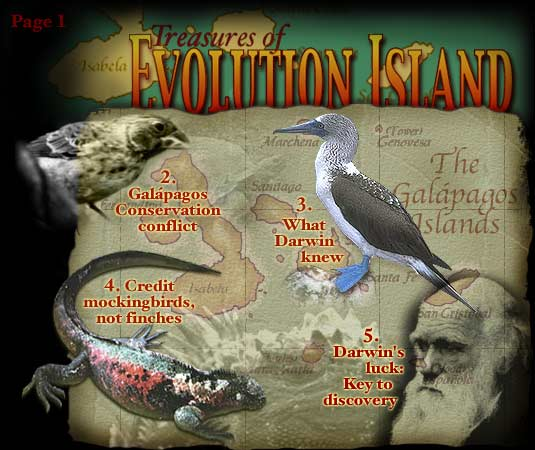 Page 1
Treasures of
EVOLUTION ISLAND
Isabela
Marchena
(Tower)
Genovesa
The
Galápagos
Islands
2.
Galápagos
Conservation
conflict
Santiago
3.
What
Darwin
knew
Santa Fe
Isabela
4. Credit
mockingbirds,
not finches
San Cristobal
5.
Darwin's
luck:
Key to
discovery
Española